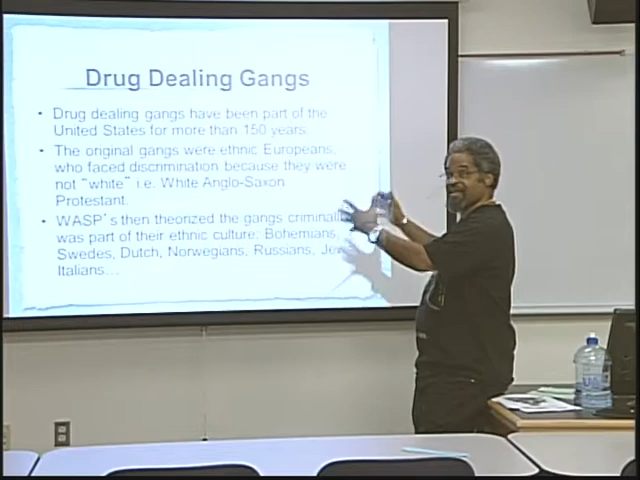 Drug Dealing Gangs
• Drug dealing gangs have been part of the
United States for more than 150 years.
• The original gangs were ethnic Europeans,
who faced discrimination because they were
not "white" i.e. White Anglo-Saxon
Protestant.
• WASP's then theorized the gangs
was part of their ethnic culture: Bohemians,
Swedes, Dutch, Norwegians, Russians,
Italians...